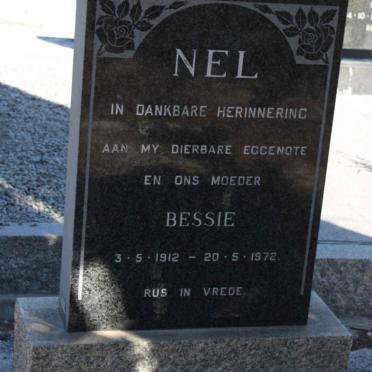 NEL
IN DANKBARE HERINNERING
AAN MY DIERBARE EGGENOTE
EN ONS MOEDER
BESSIE
3·5·1912 - 20·5·1972.
RUS IN VREDE.